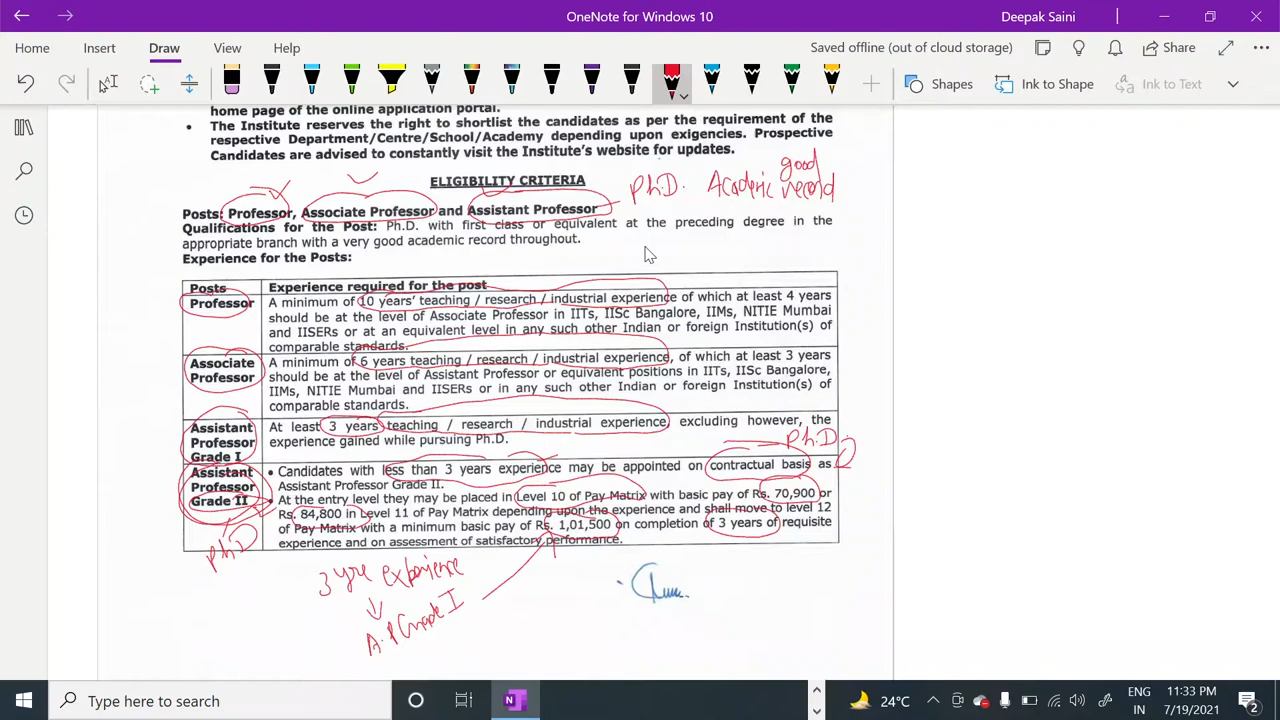 OneNote for Windows 10
Deepak Saini
Home Insert Draw View Help
Saved offline (out of cloud storage)
Share
Shapes
Ink to Shape
Ink to Text
home page of the online application portal.
• The Institute reserves the right to shortlist the candidates as per the requirement of the
respective Department/Centre/School/Academy depending upon exigencies. Prospective
Candidates are advised to constantly visit the Institute's website for updates.
good
ELIGIBILITY CRITERIA
Ph.D. Acadmic record
Posts: Professor, Associate Professor and Assistant Professor
Qualifications for the Post: Ph.D. with first class or equivalent at the preceding degree in the
appropriate branch with a very good academic record throughout.
Experience for the Posts:
Posts Experience required for the post
Professor A minimum of 10 years' teaching / research / industrial experience of which at least 4 years
should be at the level of Associate Professor in IITs, IISc Bangalore, IIMs, NITIE Mumbai
and IISERs or at an equivalent level in any such other Indian or foreign Institution(s) of
comparable standards.
Associate A minimum of 6 years teaching / research / industrial experience, of which at least 3 years
Professor should be at the level of Assistant Professor or equivalent positions in IITs, IISc Bangalore,
IIMs, NITIE Mumbai and IISERs or in any such other Indian or foreign Institution(s) of
comparable standards.
Assistant At least 3 years teaching / research / industrial experience, excluding however, the
Professor experience gained while pursuing Ph.D.
Grade I
Ph.D
Assistant • Candidates with less than 3 years experience may be appointed on contractual basis as
Professor Assistant Professor Grade II.
Grade II • At the entry level they may be placed in Level 10 of Pay Matrix with basic pay of Rs. 70,900 or
Rs. 84,800 in Level 11 of Pay Matrix depending upon the experience and shall move to level 12
of Pay Matrix with a minimum basic pay of Rs. 1,01,500 on completion of 3 years of requisite
experience and on assessment of satisfactory performance.
Ph.D
3 yre experience
A.P Grade I
Type here to search
24°C
ENG
IN
11:33 PM
7/19/2021
2